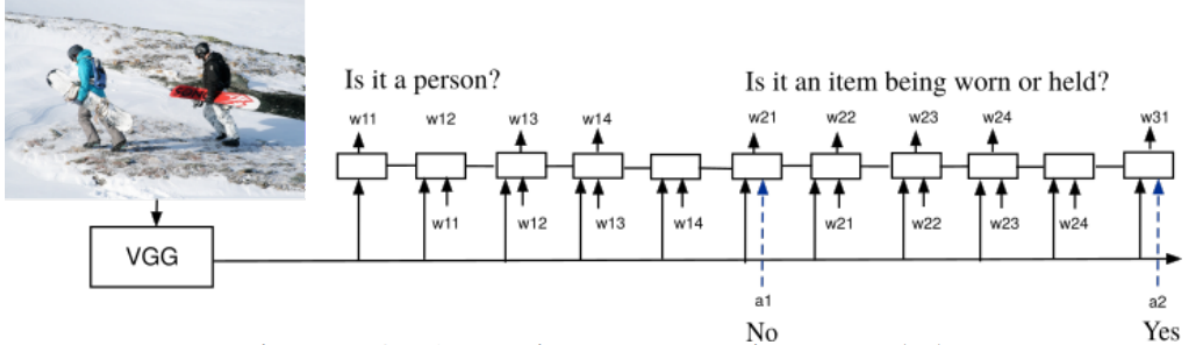 Is it a person?
Is it an item being worn or held?
w11 w12 w13 w14 w21 w22 w23 w24 w31
w11 w12 w13 w14 w21 w22 w23 w24
VGG
a1 a2
No Yes